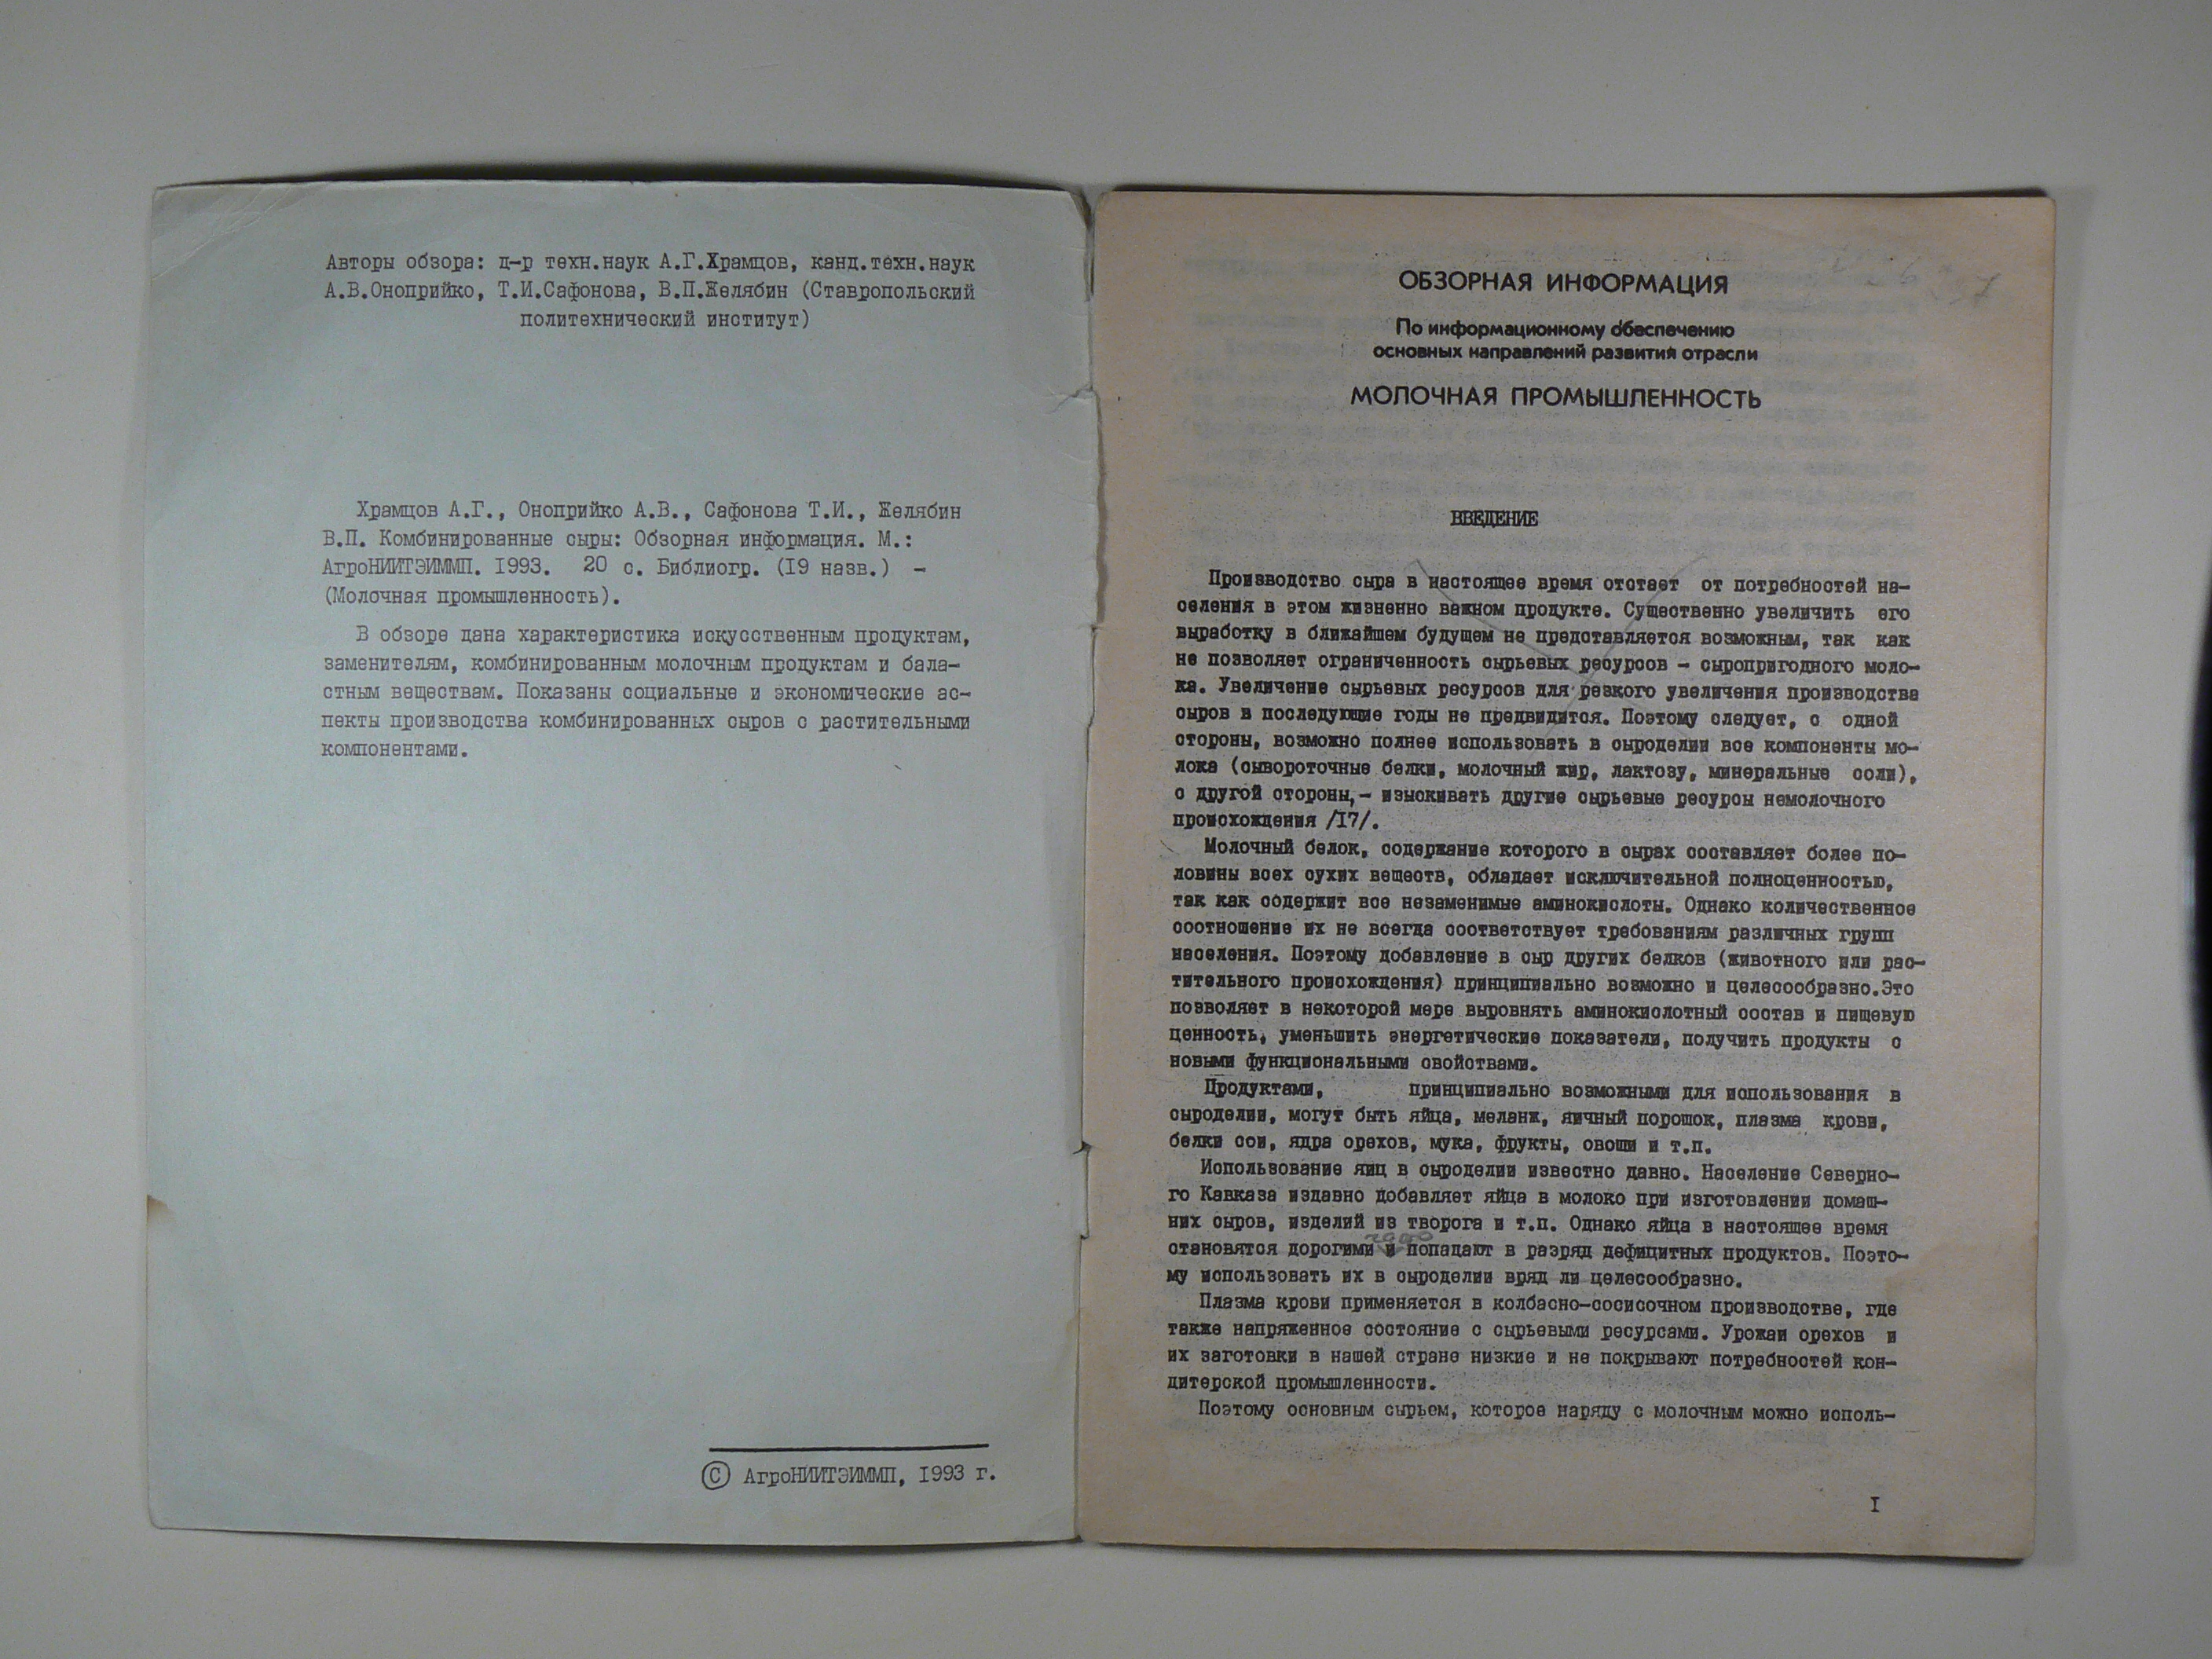 Авторы обзора: д-р техн.наук А.Г.Храмцов, канд.техн.наук
А.В.Оноприйко, Т.И.Сафонова, В.П.Желябин (Ставропольский
политехнический институт)
Храмцов А.Г., Оноприйко А.В., Сафонова Т.И., Желябин
В.П. Комбинированные сыры: Обзорная информация. М.:
АгроНИИТЭИММП. I993. 20 с. Библиогр. (I9 назв.) -
(Молочная промышленность).
В обзоре дана характеристика искусственным продуктам,
заменителям, комбинированным молочным продуктам и бала-
стным веществам. Показаны социальные и экономические ас-
пекты производства комбинированных сыров с растительными
компонентами.
© АгроНИИТЭИММП, I993 г.
ОБЗОРНАЯ ИНФОРМАЦИЯ
По информационному обеспечению
основных направлений развития отрасли
МОЛОЧНАЯ ПРОМЫШЛЕННОСТЬ
ВВЕДЕНИЕ
Производство сыра в настоящее время отстает от потребностей на-
селения в этом жизненно важном продукте. Существенно увеличить его
выработку в ближайшем будущем не представляется возможным, так как
не позволяет ограниченность сырьевых ресурсов - сыропригодного моло-
ка. Увеличение сырьевых ресурсов для резкого увеличения производства
сыров в последующие годы не предвидится. Поэтому следует, с одной
стороны, возможно полнее использовать в сыроделии все компоненты мо-
лока (сывороточные белки, молочный жир, лактозу, минеральные соли),
с другой стороны,- изыскивать другие сырьевые ресурсы немолочного
происхождения /I7/.
Молочный белок, содержание которого в сырах составляет более по-
ловины всех сухих веществ, обладает исключительной полноценностью,
так как содержит все незаменимые аминокислоты. Однако количественное
соотношение их не всегда соответствует требованиям различных групп
населения. Поэтому добавление в сыр других белков (животного или рас-
тительного происхождения) принципиально возможно и целесообразно.Это
позволяет в некоторой мере выровнять аминокислотный состав и пищевую
ценность, уменьшить энергетические показатели, получить продукты с
новыми функциональными свойствами.
Продуктами, принципиально возможными для использования в
сыроделии, могут быть яйца, меланж, яичный порошок, плазма крови,
белки сои, ядра орехов, мука, фрукты, овощи и т.п.
Использование яиц в сыроделии известно давно. Население Северно-
го Кавказа издавно добавляет яйца в молоко при изготовлении домаш-
них сыров, изделий из творога и т.п. Однако яйца в настоящее время
становятся дорогими и попадают в разряд дефицитных продуктов. Поэто-
му использовать их в сыроделии вряд ли целесообразно.
Плазма крови применяется в колбасно-сосисочном производстве, где
также напряженное состояние с сырьевыми ресурсами. Урожаи орехов и
их заготовки в нашей стране низкие и не покрывают потребностей кон-
дитерской промышленности.
Поэтому основным сырьем, которое наряду с молочным можно исполь-
I